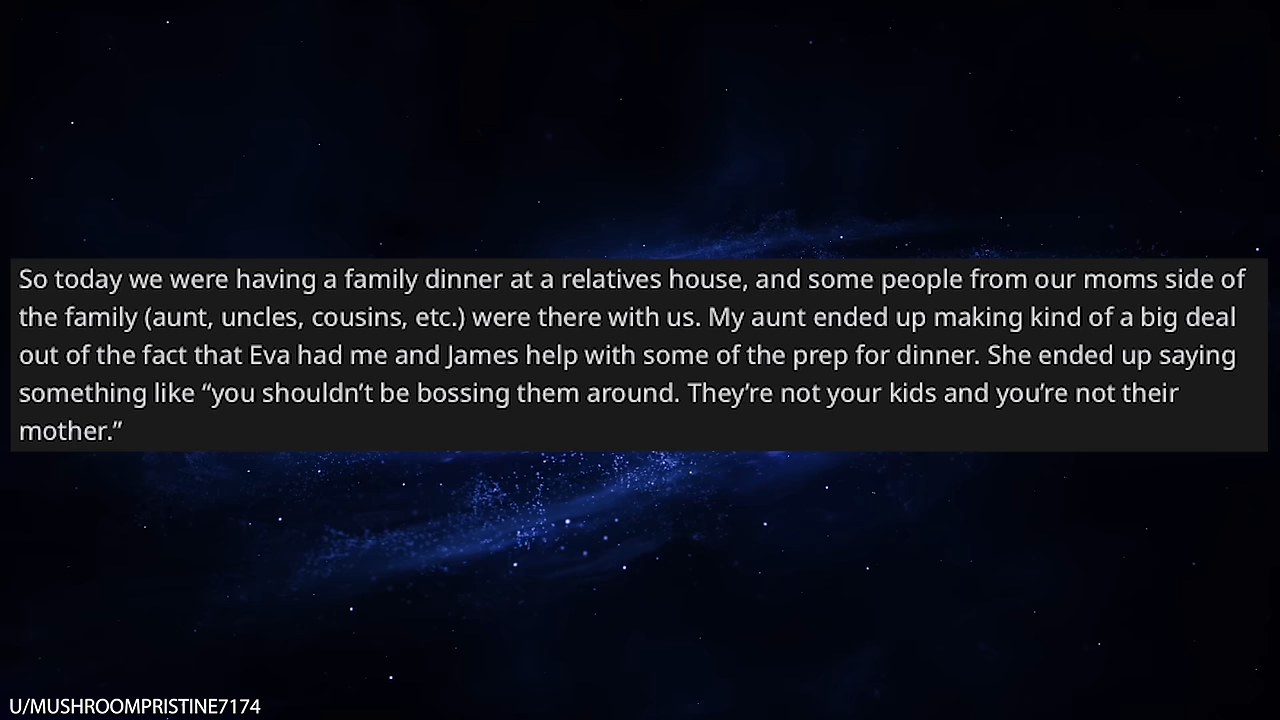 So today we were having a family dinner at a relatives house, and some people from our moms side of
the family (aunt, uncles, cousins, etc.) were there with us. My aunt ended up making kind of a big deal
out of the fact that Eva had me and James help with some of the prep for dinner. She ended up saying
something like “you shouldn’t be bossing them around. They’re not your kids and you’re not their
mother.”
U/MUSHROOMPRISTINE7174